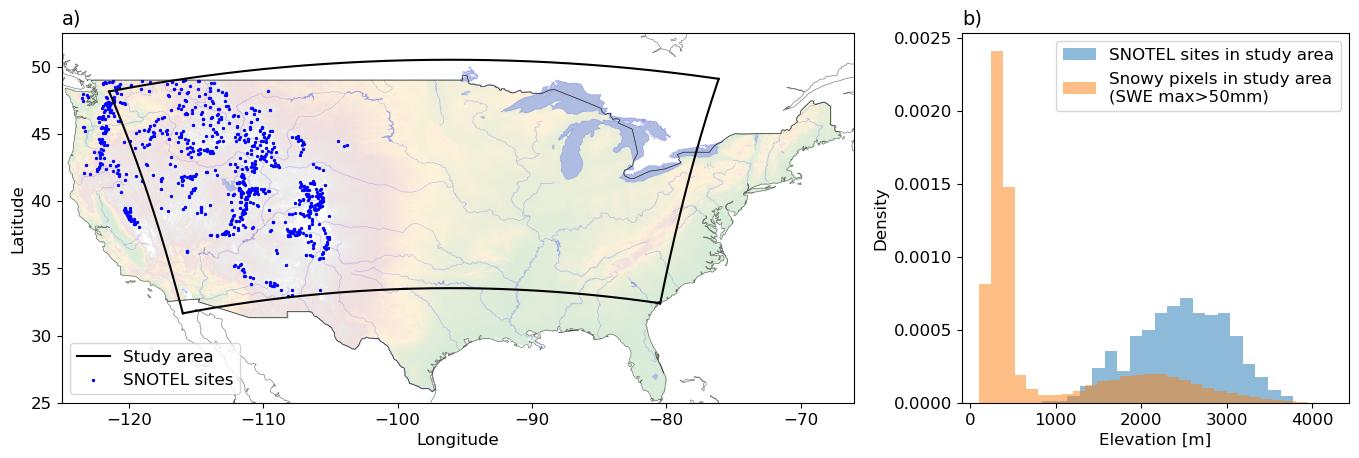 a)
50
45
40
35
30
25
Latitude
Study area
SNOTEL sites
−120
−110
−100
−90
−80
−70
Longitude
b)
0.0025
0.0020
0.0015
0.0010
0.0005
0.0000
Density
SNOTEL sites in study area
Snowy pixels in study area
(SWE max>50mm)
0
1000
2000
3000
4000
Elevation [m]